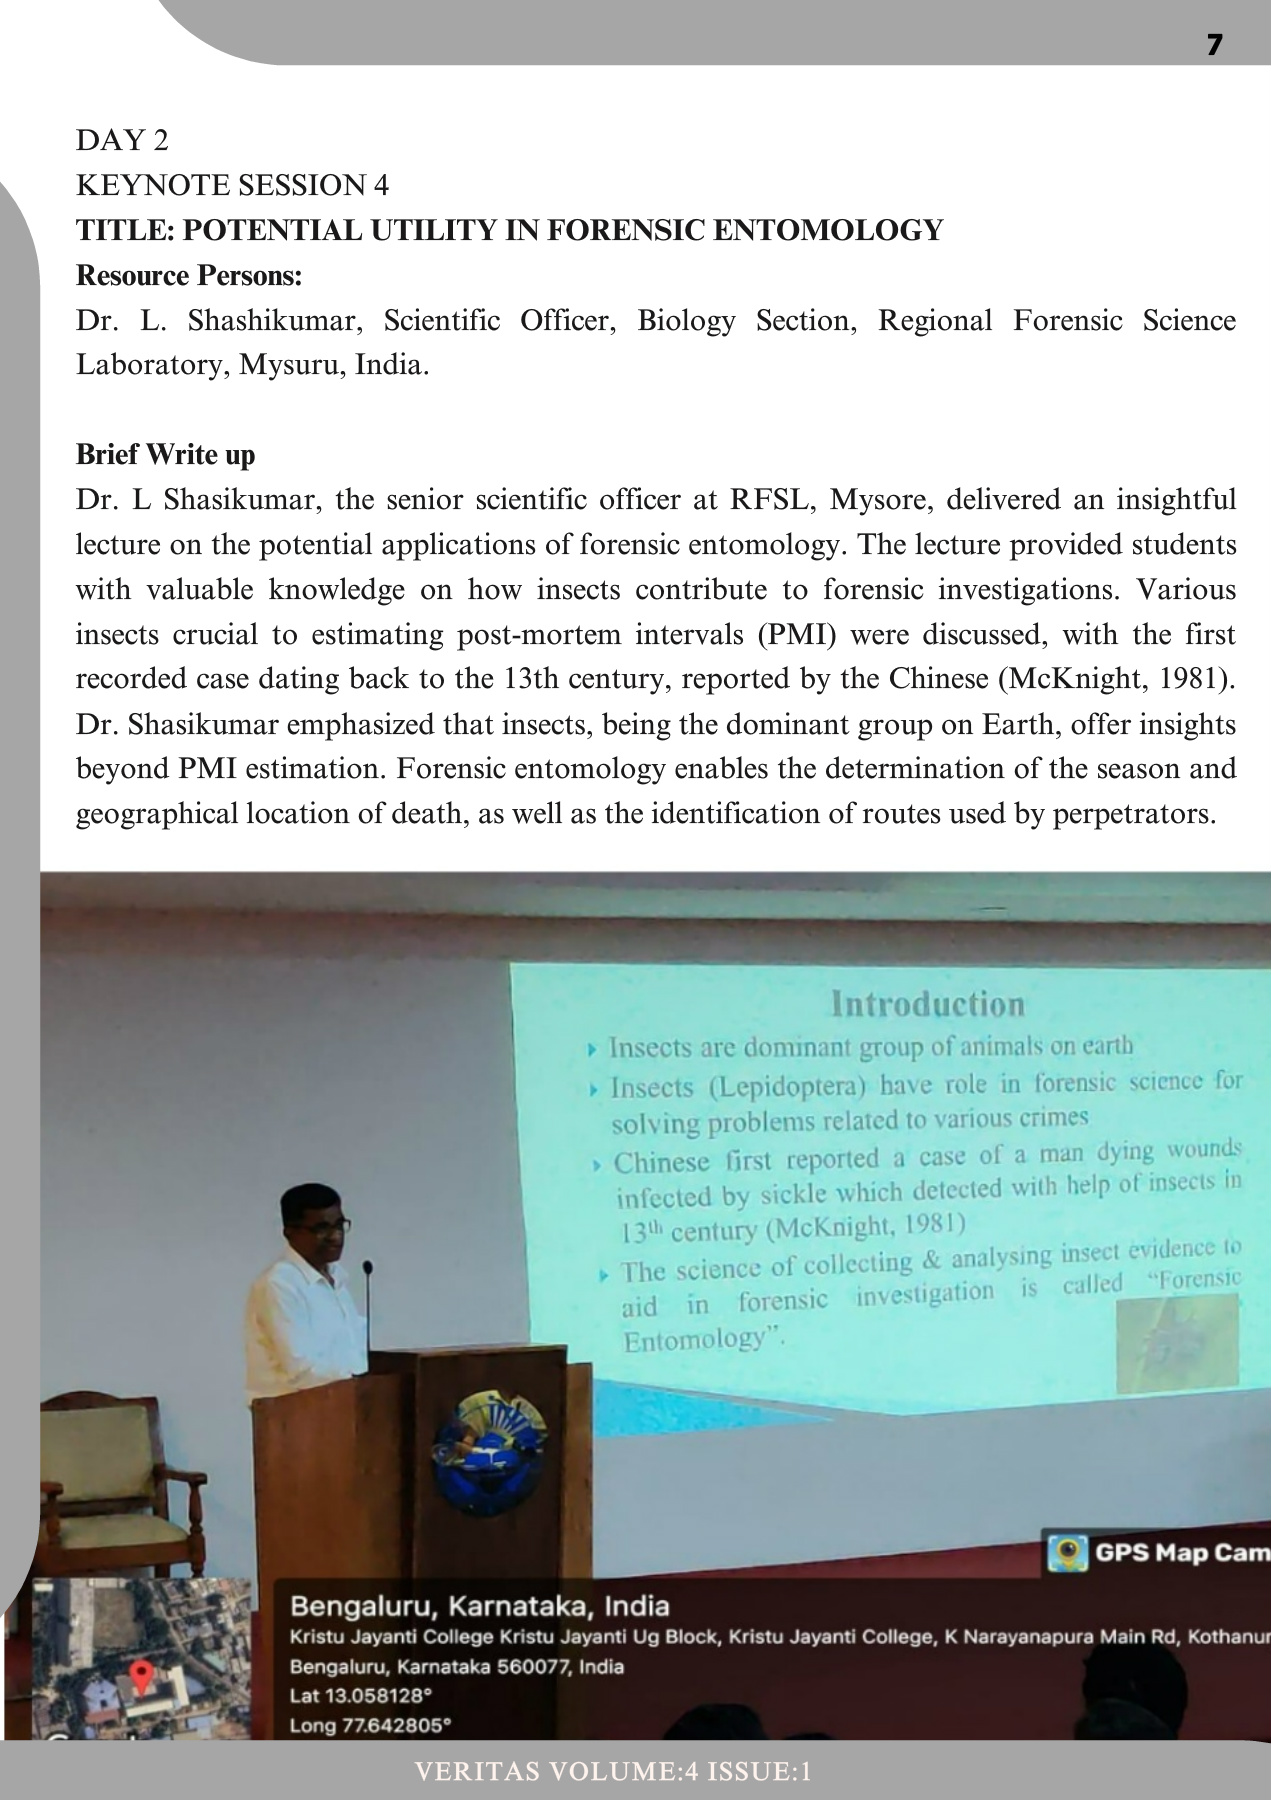 7
DAY 2
KEYNOTE SESSION 4
TITLE: POTENTIAL UTILITY IN FORENSIC ENTOMOLOGY
Resource Persons:
Dr. L. Shashikumar, Scientific Officer, Biology Section, Regional Forensic Science
Laboratory, Mysuru, India.
Brief Write up
Dr. L Shasikumar, the senior scientific officer at RFSL, Mysore, delivered an insightful
lecture on the potential applications of forensic entomology. The lecture provided students
with valuable knowledge on how insects contribute to forensic investigations. Various
insects crucial to estimating post-mortem intervals (PMI) were discussed, with the first
recorded case dating back to the 13th century, reported by the Chinese (McKnight, 1981).
Dr. Shasikumar emphasized that insects, being the dominant group on Earth, offer insights
beyond PMI estimation. Forensic entomology enables the determination of the season and
geographical location of death, as well as the identification of routes used by perpetrators.
Introduction
Insects are dominant group of animals on earth
Insects (Lepidoptera) have role in forensic science for
solving problems related to various crimes
Chinese first reported a case of a man dying wounds
infected by sickle which detected with help of insects in
13th century (McKnight, 1981)
The science of collecting & analysing insect evidence to
aid in forensic investigation is called "Forensic
Entomology".
GPS Map Cam
Bengaluru, Karnataka, India
Kristu Jayanti College Kristu Jayanti Ug Block, Kristu Jayanti College, K Narayanapura Main Rd, Kothanur
Bengaluru, Karnataka 560077, India
Lat 13.058128°
Long 77.642805°
VERITAS VOLUME:4 ISSUE:1